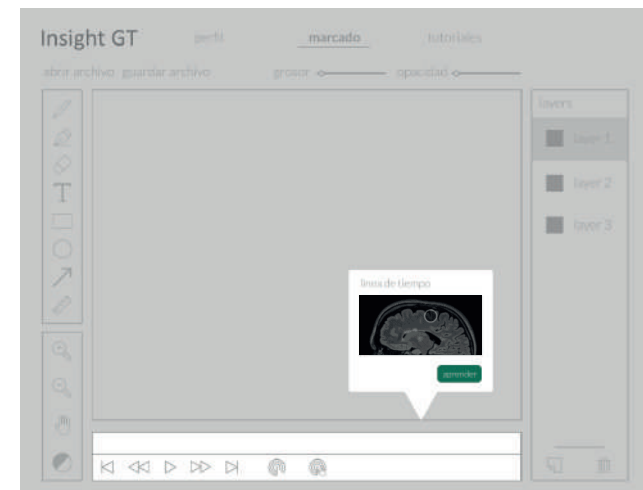 Insight GT
perfil
marcado
tutoriales
abrir archivo guardar archivo
grosor
opacidad
layers
T
layer 1
layer 2
layer 3
linea de tiempo
aprender